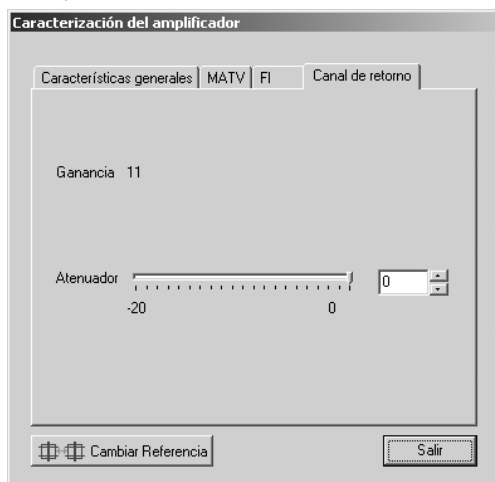 Caracterización del amplificador
Características generales MATV FI Canal de retorno
Ganancia 11
Atenuador 0
-20 0
Cambiar Referencia Salir